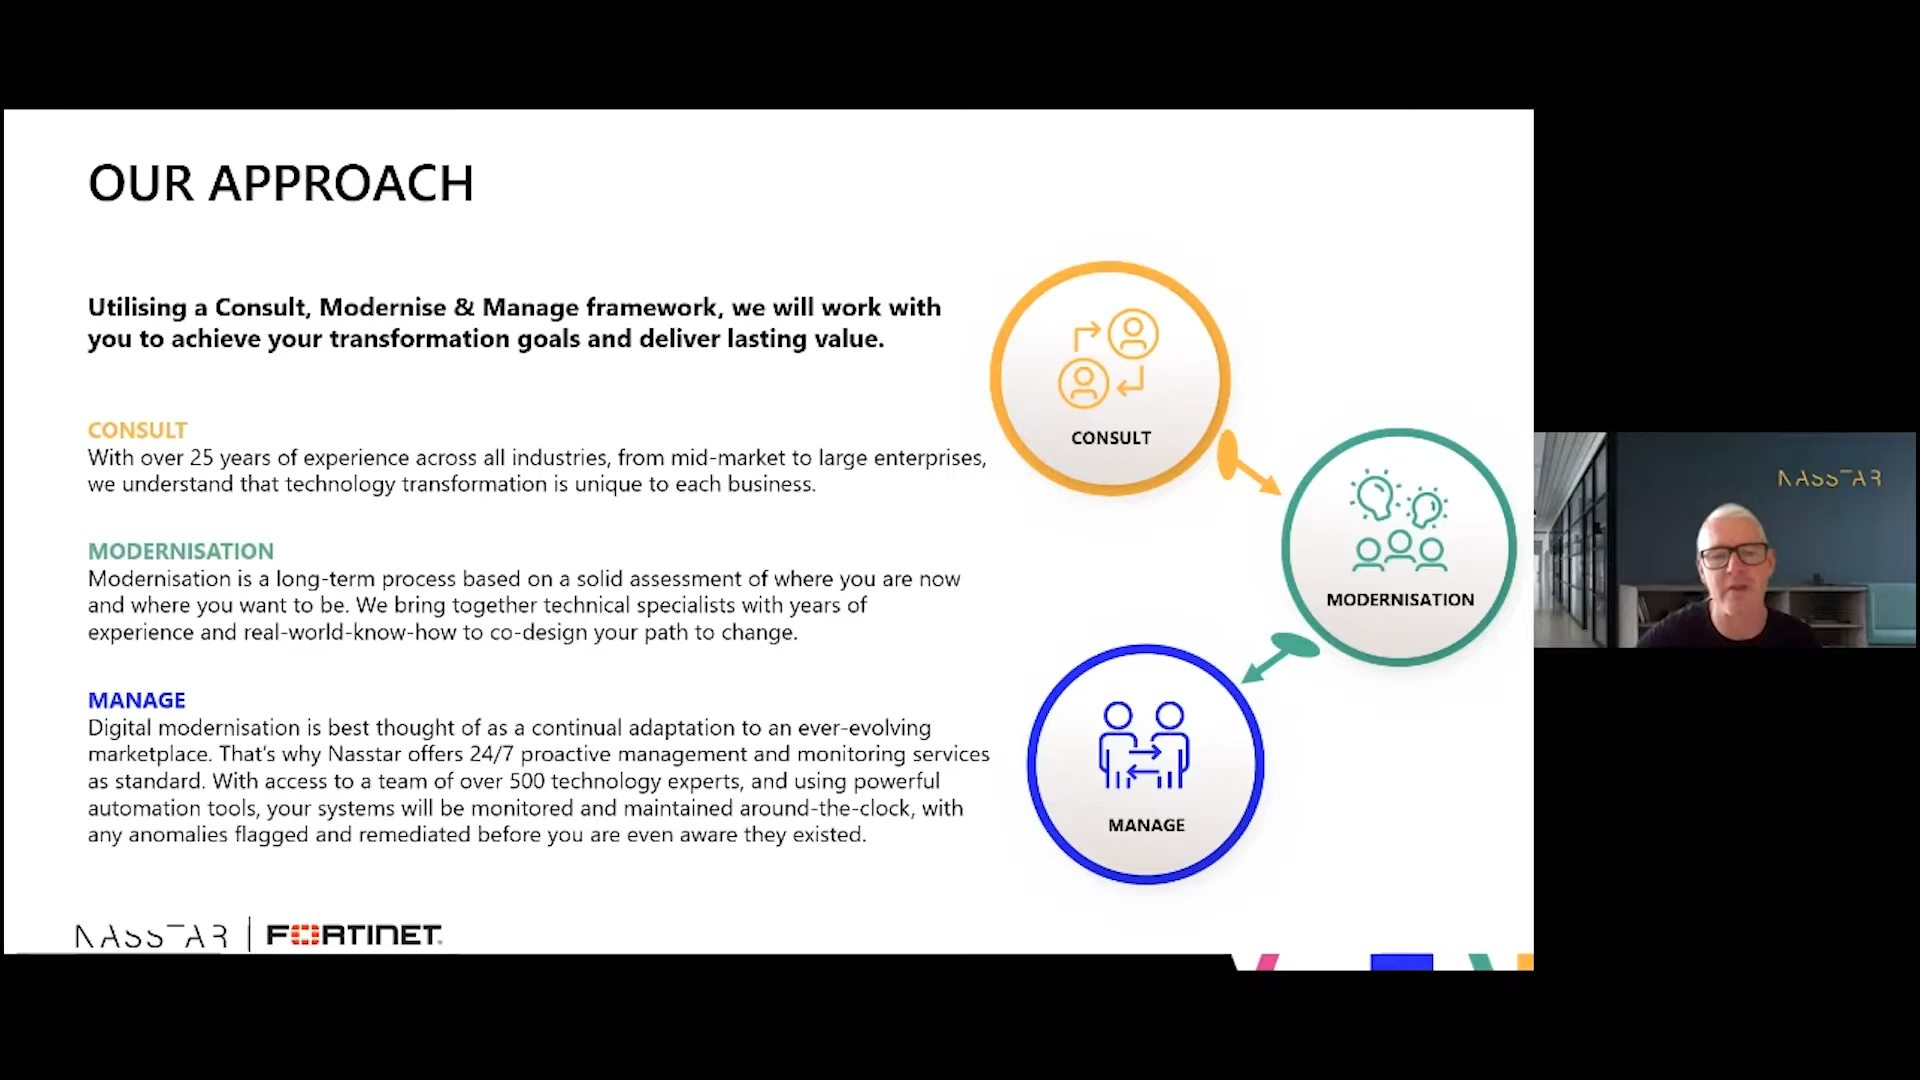 OUR APPROACH
Utilising a Consult, Modernise & Manage framework, we will work with
you to achieve your transformation goals and deliver lasting value.
CONSULT
With over 25 years of experience across all industries, from mid-market to large enterprises,
we understand that technology transformation is unique to each business.
MODERNISATION
Modernisation is a long-term process based on a solid assessment of where you are now
and where you want to be. We bring together technical specialists with years of
experience and real-world-know-how to co-design your path to change.
MANAGE
Digital modernisation is best thought of as a continual adaptation to an ever-evolving
marketplace. That's why Nasstar offers 24/7 proactive management and monitoring services
as standard. With access to a team of over 500 technology experts, and using powerful
automation tools, your systems will be monitored and maintained around-the-clock, with
any anomalies flagged and remediated before you are even aware they existed.
CONSULT
MODERNISATION
MANAGE
NASSTAR | FORTINET
NASSTAR